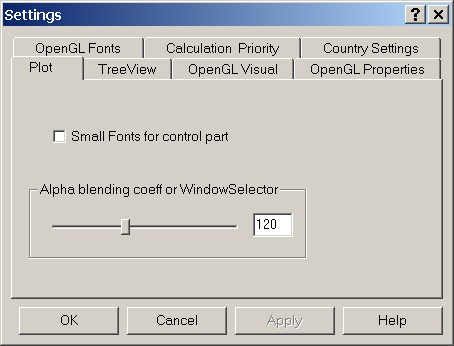 Settings
OpenGL Fonts Calculation Priority Country Settings
Plot TreeView OpenGL Visual OpenGL Properties
Small Fonts for control part
Alpha blending coeff or WindowSelector
120
OK Cancel Apply Help